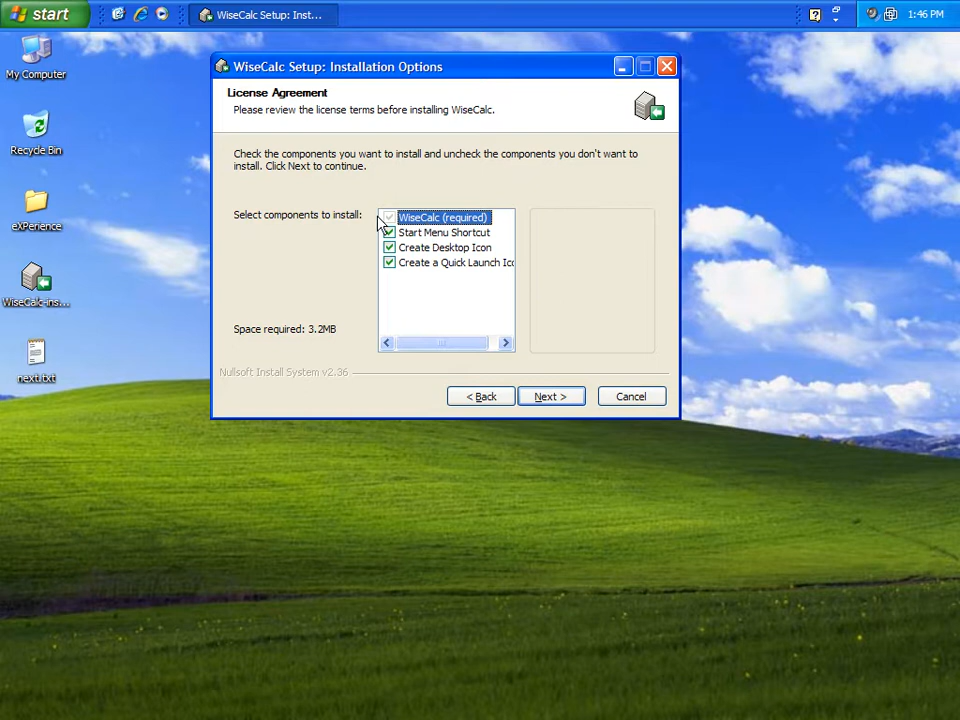 start
WiseCalc Setup: Inst...
1:46 PM
My Computer
Recycle Bin
eXPerience
WiseCalc-ins...
WiseCalc Setup: Installation Options
License Agreement
Please review the license terms before installing WiseCalc.
Check the components you want to install and uncheck the components you don't want to
install. Click Next to continue.
Select components to install:
WiseCalc (required)
Start Menu Shortcut
Create Desktop Icon
Create a Quick Launch Ico
Space required: 3.2MB
Nullsoft Install System v2.36
< Back
Next >
Cancel